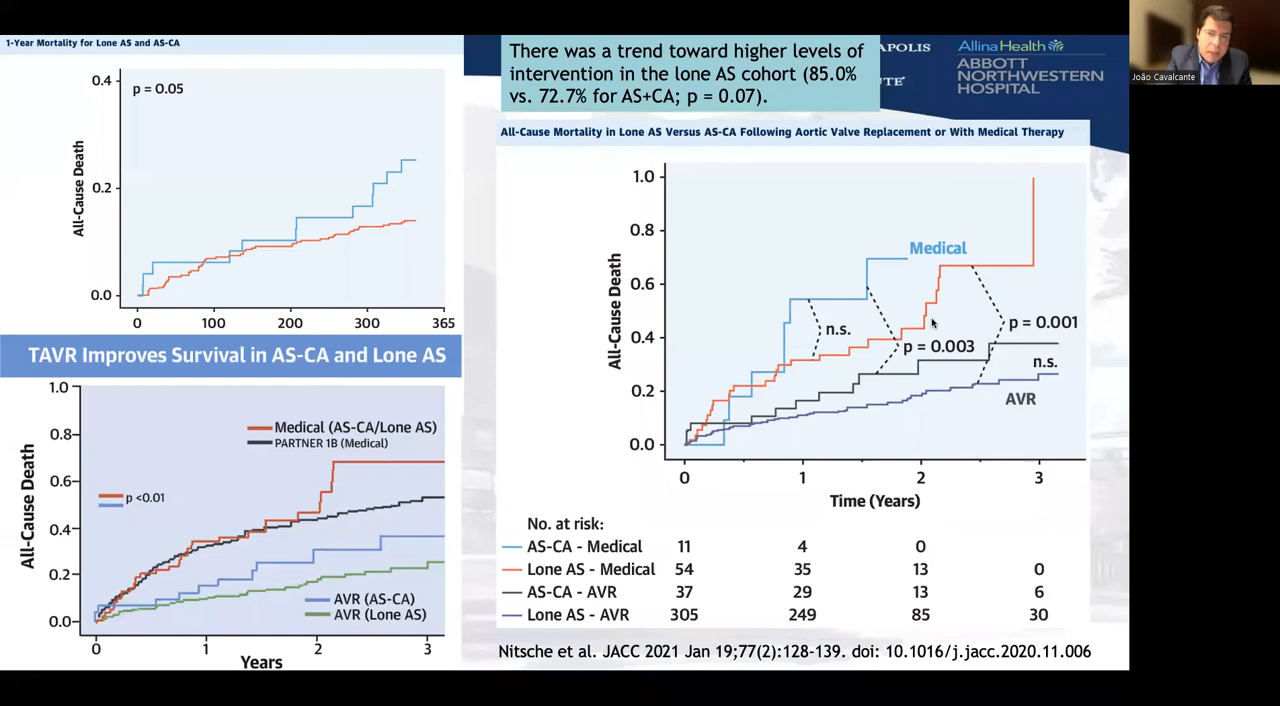 1-Year Mortality for Lone AS and AS-CA
0.4
p = 0.05
All-Cause Death
0.2
0.0
0
100
200
300
365
TAVR Improves Survival in AS-CA and Lone AS
1.0
0.8
0.6
0.4
0.2
0.0
All-Cause Death
Medical (AS-CA/Lone AS)
PARTNER 1B (Medical)
p <0.01
AVR (AS-CA)
AVR (Lone AS)
0
1
2
3
Years
There was a trend toward higher levels of
intervention in the lone AS cohort (85.0%
vs. 72.7% for AS+CA; p = 0.07).
APOLIS
TE
AllinaHealth
ABBOTT
NORTHWESTERN
HOSPITAL
João Cavalcante
All-Cause Mortality in Lone AS Versus AS-CA Following Aortic Valve Replacement or With Medical Therapy
1.0
0.8
0.6
0.4
0.2
0.0
All-Cause Death
Medical
n.s.
p = 0.003
p = 0.001
n.s.
AVR
0
1
2
3
Time (Years)
No. at risk:
AS-CA - Medical 11 4 0
Lone AS - Medical 54 35 13 0
AS-CA - AVR 37 29 13 6
Lone AS - AVR 305 249 85 30
Nitsche et al. JACC 2021 Jan 19;77(2):128-139. doi: 10.1016/j.jacc.2020.11.006